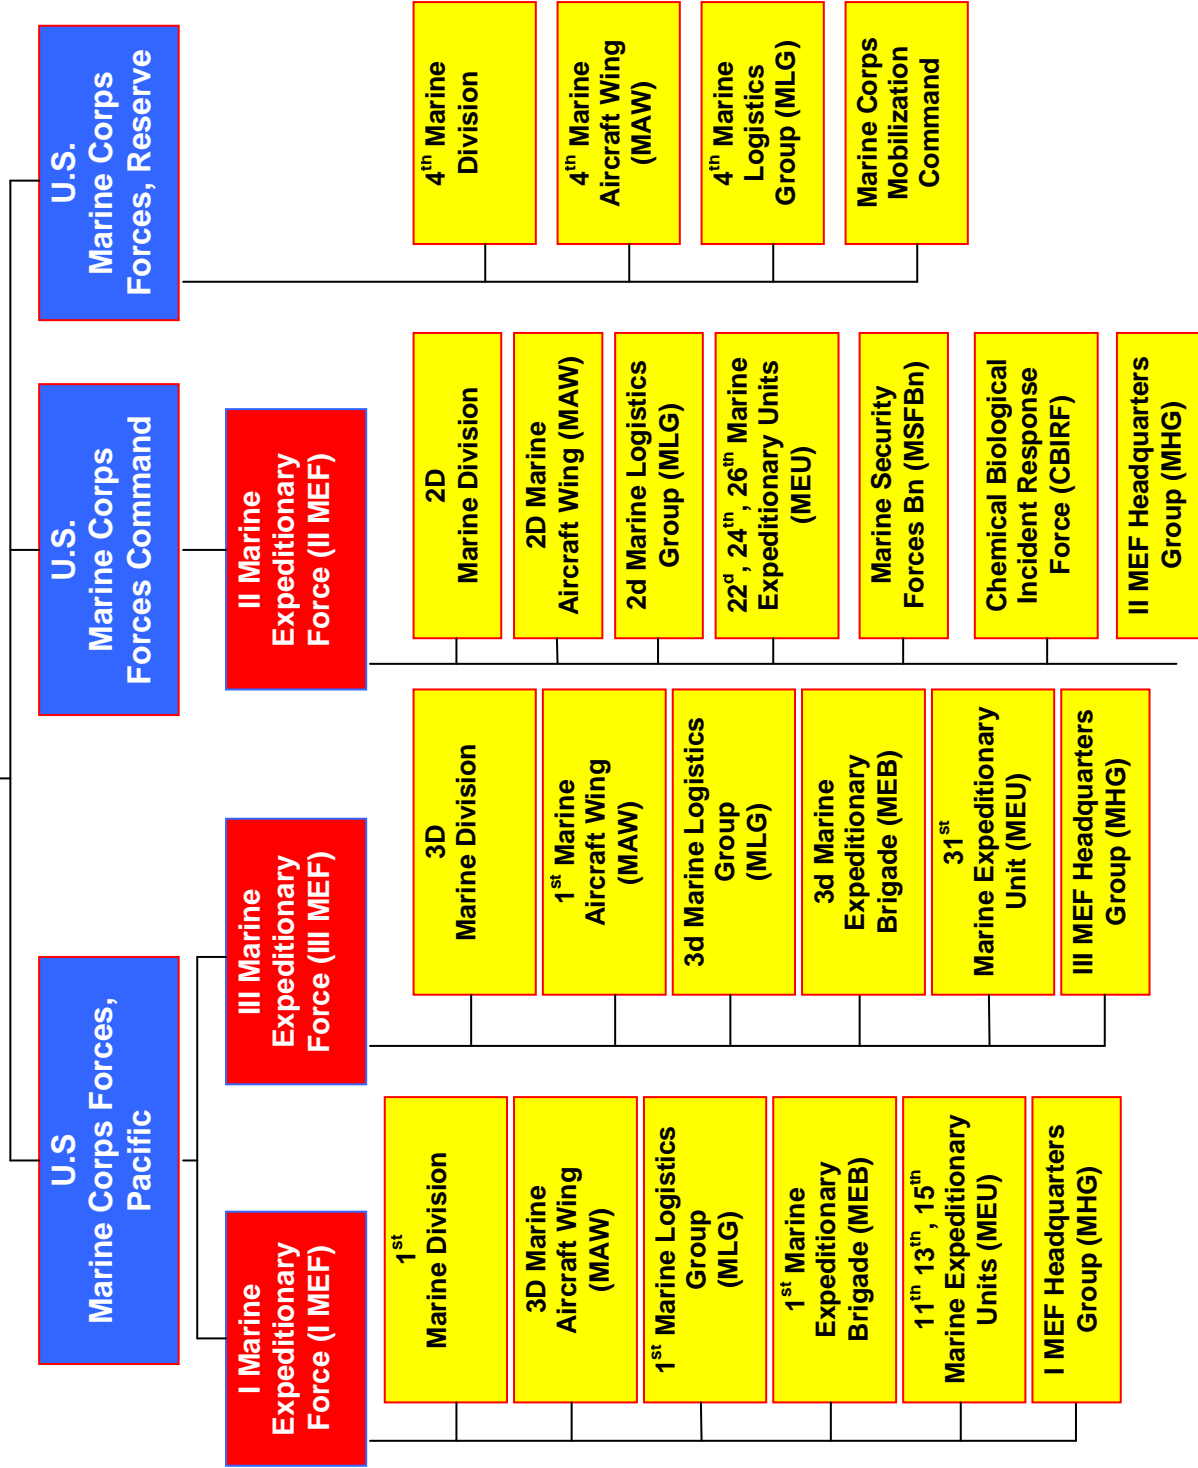 U.S
Marine Corps Forces,
Pacific
U.S.
Marine Corps
Forces Command
U.S.
Marine Corps
Forces, Reserve
I Marine
Expeditionary
Force (I MEF)
III Marine
Expeditionary
Force (III MEF)
II Marine
Expeditionary
Force (II MEF)
1st
Marine Division
3D Marine
Aircraft Wing
(MAW)
1st Marine Logistics
Group
(MLG)
1st Marine
Expeditionary
Brigade (MEB)
11th 13th, 15th
Marine Expeditionary
Units (MEU)
I MEF Headquarters
Group (MHG)
3D
Marine Division
1st Marine
Aircraft Wing
(MAW)
3d Marine Logistics
Group
(MLG)
3d Marine
Expeditionary
Brigade (MEB)
31st
Marine Expeditionary
Unit (MEU)
III MEF Headquarters
Group (MHG)
2D
Marine Division
2D Marine
Aircraft Wing (MAW)
2d Marine Logistics
Group (MLG)
22d, 24th, 26th Marine
Expeditionary Units
(MEU)
Marine Security
Forces Bn (MSFBn)
Chemical Biological
Incident Response
Force (CBIRF)
II MEF Headquarters
Group (MHG)
4th Marine
Division
4th Marine
Aircraft Wing
(MAW)
4th Marine
Logistics
Group (MLG)
Marine Corps
Mobilization
Command